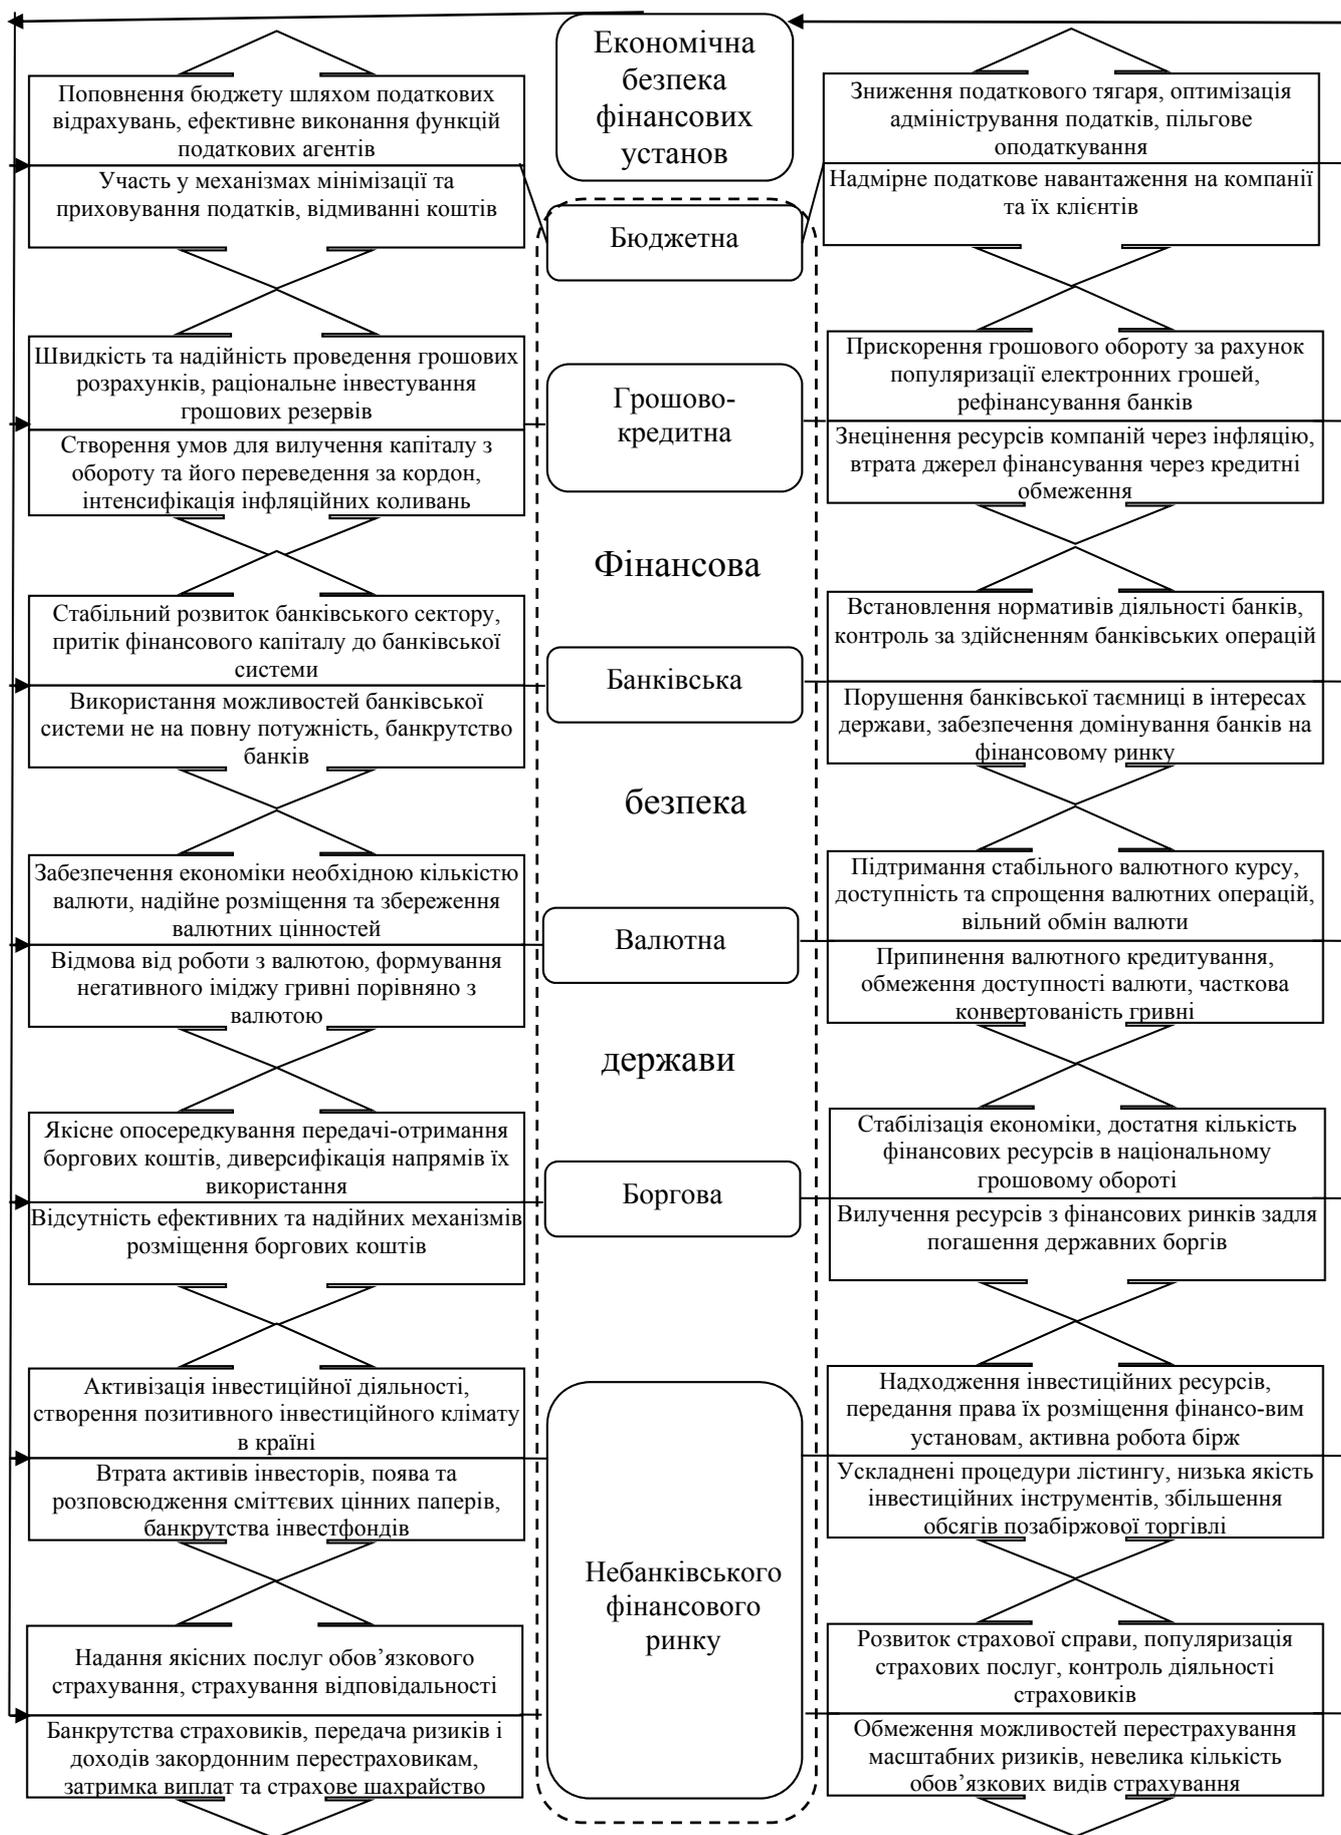 Економічна
безпека
фінансових
установ
Поповнення бюджету шляхом податкових
відрахувань, ефективне виконання функцій
податкових агентів
Участь у механізмах мінімізації та
приховування податків, відмиванні коштів
Бюджетна
Зниження податкового тягаря, оптимізація
адміністрування податків, пільгове
оподаткування
Надмірне податкове навантаження на компанії
та їх клієнтів
Швидкість та надійність проведення грошових
розрахунків, раціональне інвестування
грошових резервів
Створення умов для вилучення капіталу з
обороту та його переведення за кордон,
інтенсифікація інфляційних коливань
Грошово-
кредитна
Прискорення грошового обороту за рахунок
популяризації електронних грошей,
рефінансування банків
Знецінення ресурсів компаній через інфляцію,
втрата джерел фінансування через кредитні
обмеження
Фінансова
Стабільний розвиток банківського сектору,
притік фінансового капіталу до банківської
системи
Використання можливостей банківської
системи не на повну потужність, банкрутство
банків
Банківська
Встановлення нормативів діяльності банків,
контроль за здійсненням банківських операцій
Порушення банківської таємниці в інтересах
держави, забезпечення домінування банків на
фінансовому ринку
безпека
Забезпечення економіки необхідною кількістю
валюти, надійне розміщення та збереження
валютних цінностей
Відмова від роботи з валютою, формування
негативного іміджу гривні порівняно з
валютою
Валютна
Підтримання стабільного валютного курсу,
доступність та спрощення валютних операцій,
вільний обмін валюти
Припинення валютного кредитування,
обмеження доступності валюти, часткова
конвертованість гривні
держави
Якісне опосередкування передачі-отримання
боргових коштів, диверсифікація напрямів їх
використання
Відсутність ефективних та надійних механізмів
розміщення боргових коштів
Боргова
Стабілізація економіки, достатня кількість
фінансових ресурсів в національному
грошовому обороті
Вилучення ресурсів з фінансових ринків задля
погашення державних боргів
Активізація інвестиційної діяльності,
створення позитивного інвестиційного клімату
в країні
Втрата активів інвесторів, поява та
розповсюдження сміттєвих цінних паперів,
банкрутства інвестфондів
Небанківського
фінансового
ринку
Надходження інвестиційних ресурсів,
передання права їх розміщення фінансо-вим
установам, активна робота бірж
Ускладнені процедури лістингу, низька якість
інвестиційних інструментів, збільшення
обсягів позабіржової торгівлі
Надання якісних послуг обов’язкового
страхування, страхування відповідальності
Банкрутства страховиків, передача ризиків і
доходів закордонним перестраховикам,
затримка виплат та страхове шахрайство
Розвиток страхової справи, популяризація
страхових послуг, контроль діяльності
страховиків
Обмеження можливостей перестрахування
масштабних ризиків, невелика кількість
обов’язкових видів страхування